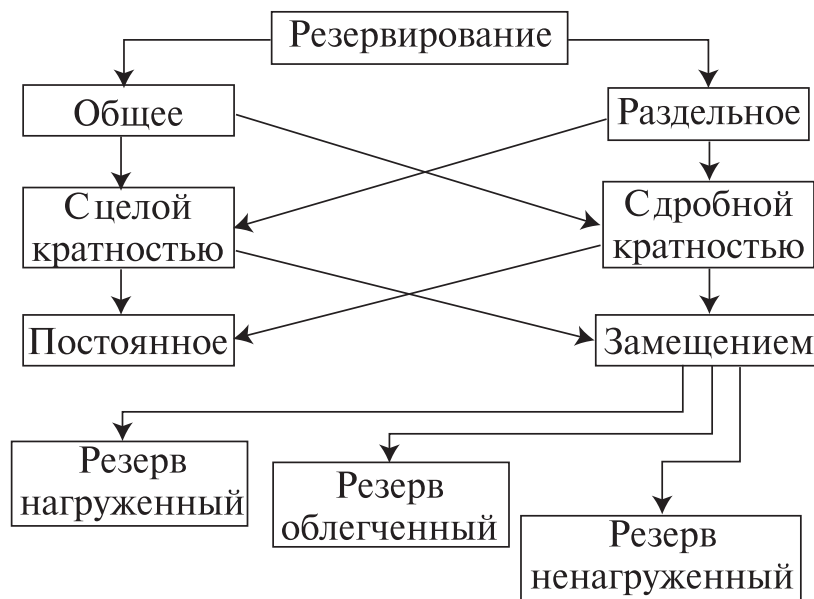 Резервирование
Общее
Раздельное
С целой
кратностью
С дробной
кратностью
Постоянное
Замещением
Резерв
нагруженный
Резерв
облегченный
Резерв
ненагруженный